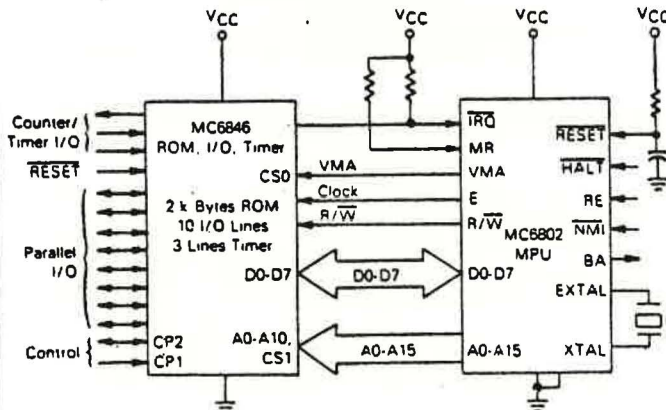 VCC
VCC
VCC
VCC
Counter/
Timer I/O
RESET
Parallel
I/O
Control
MC6846
ROM, I/O, Timer
CS0
2 k Bytes ROM
10 I/O Lines
3 Lines Timer
D0-D7
CP2
CP1
A0-A10,
CS1
VMA
Clock
R/W
D0-D7
A0-A15
IRQ
MR
VMA
E
R/W
MC6802
MPU
D0-D7
A0-A15
RESET
HALT
RE
NMI
BA
EXTAL
XTAL